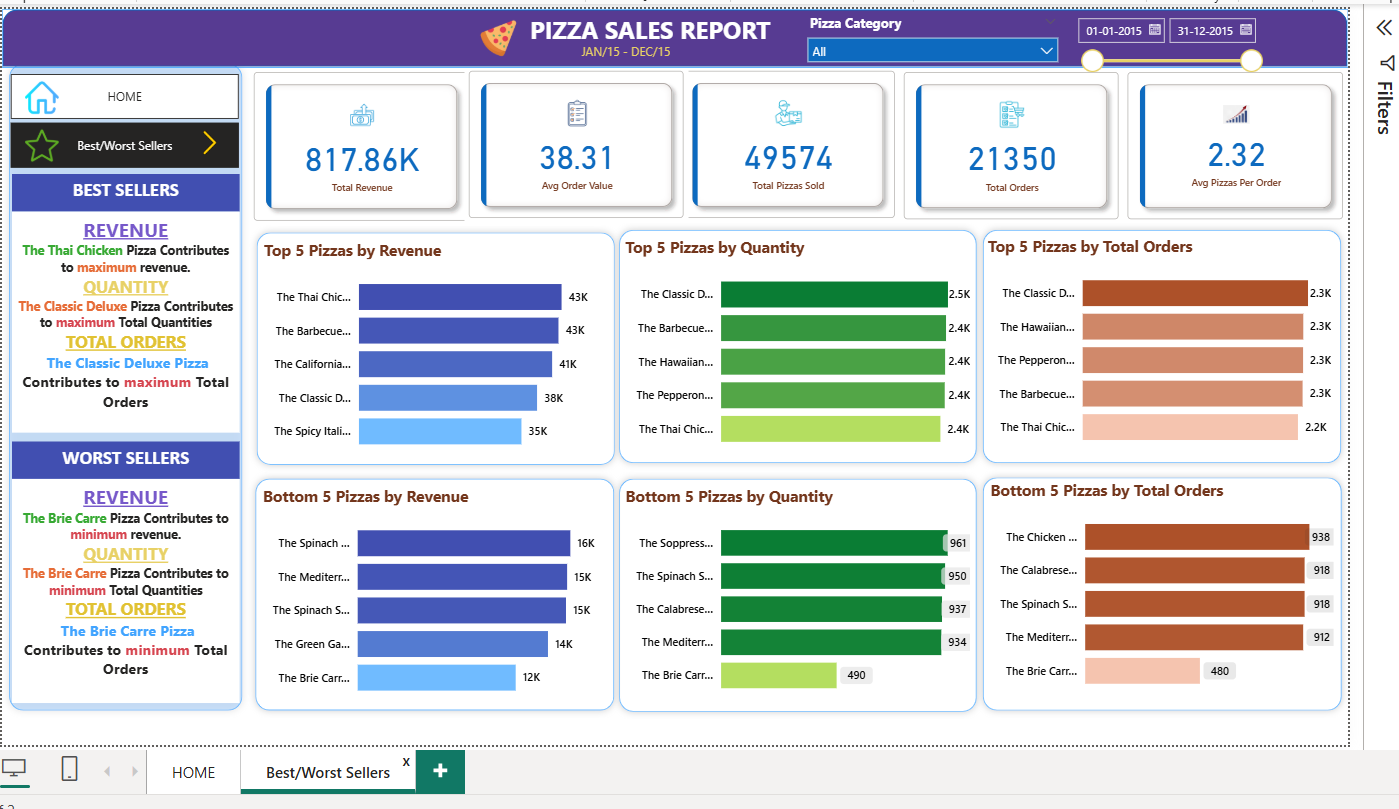 PIZZA SALES REPORT
JAN/15 - DEC/15
Pizza Category
All
01-01-2015
31-12-2015
Filters
HOME
Best/Worst Sellers
BEST SELLERS
REVENUE
The Thai Chicken Pizza Contributes
to maximum revenue.
QUANTITY
The Classic Deluxe Pizza Contributes
to maximum Total Quantities
TOTAL ORDERS
The Classic Deluxe Pizza
Contributes to maximum Total
Orders
WORST SELLERS
REVENUE
The Brie Carre Pizza Contributes to
minimum revenue.
QUANTITY
The Brie Carre Pizza Contributes to
minimum Total Quantities
TOTAL ORDERS
The Brie Carre Pizza
Contributes to minimum Total
Orders
817.86K
Total Revenue
38.31
Avg Order Value
49574
Total Pizzas Sold
21350
Total Orders
2.32
Avg Pizzas Per Order
Top 5 Pizzas by Revenue
The Thai Chic... 43K
The Barbecue... 43K
The California... 41K
The Classic D... 38K
The Spicy Itali... 35K
Top 5 Pizzas by Quantity
The Classic D... 2.5K
The Barbecue... 2.4K
The Hawaiian... 2.4K
The Pepperon... 2.4K
The Thai Chic... 2.4K
Top 5 Pizzas by Total Orders
The Classic D... 2.3K
The Hawaiian... 2.3K
The Pepperon... 2.3K
The Barbecue... 2.3K
The Thai Chic... 2.2K
Bottom 5 Pizzas by Revenue
The Spinach ... 16K
The Mediterr... 15K
The Spinach S... 15K
The Green Ga... 14K
The Brie Carr... 12K
Bottom 5 Pizzas by Quantity
The Soppress... 961
The Spinach S... 950
The Calabrese... 937
The Mediterr... 934
The Brie Carr... 490
Bottom 5 Pizzas by Total Orders
The Chicken ... 938
The Calabrese... 918
The Spinach S... 918
The Mediterr... 912
The Brie Carr... 480
HOME
Best/Worst Sellers
x
+